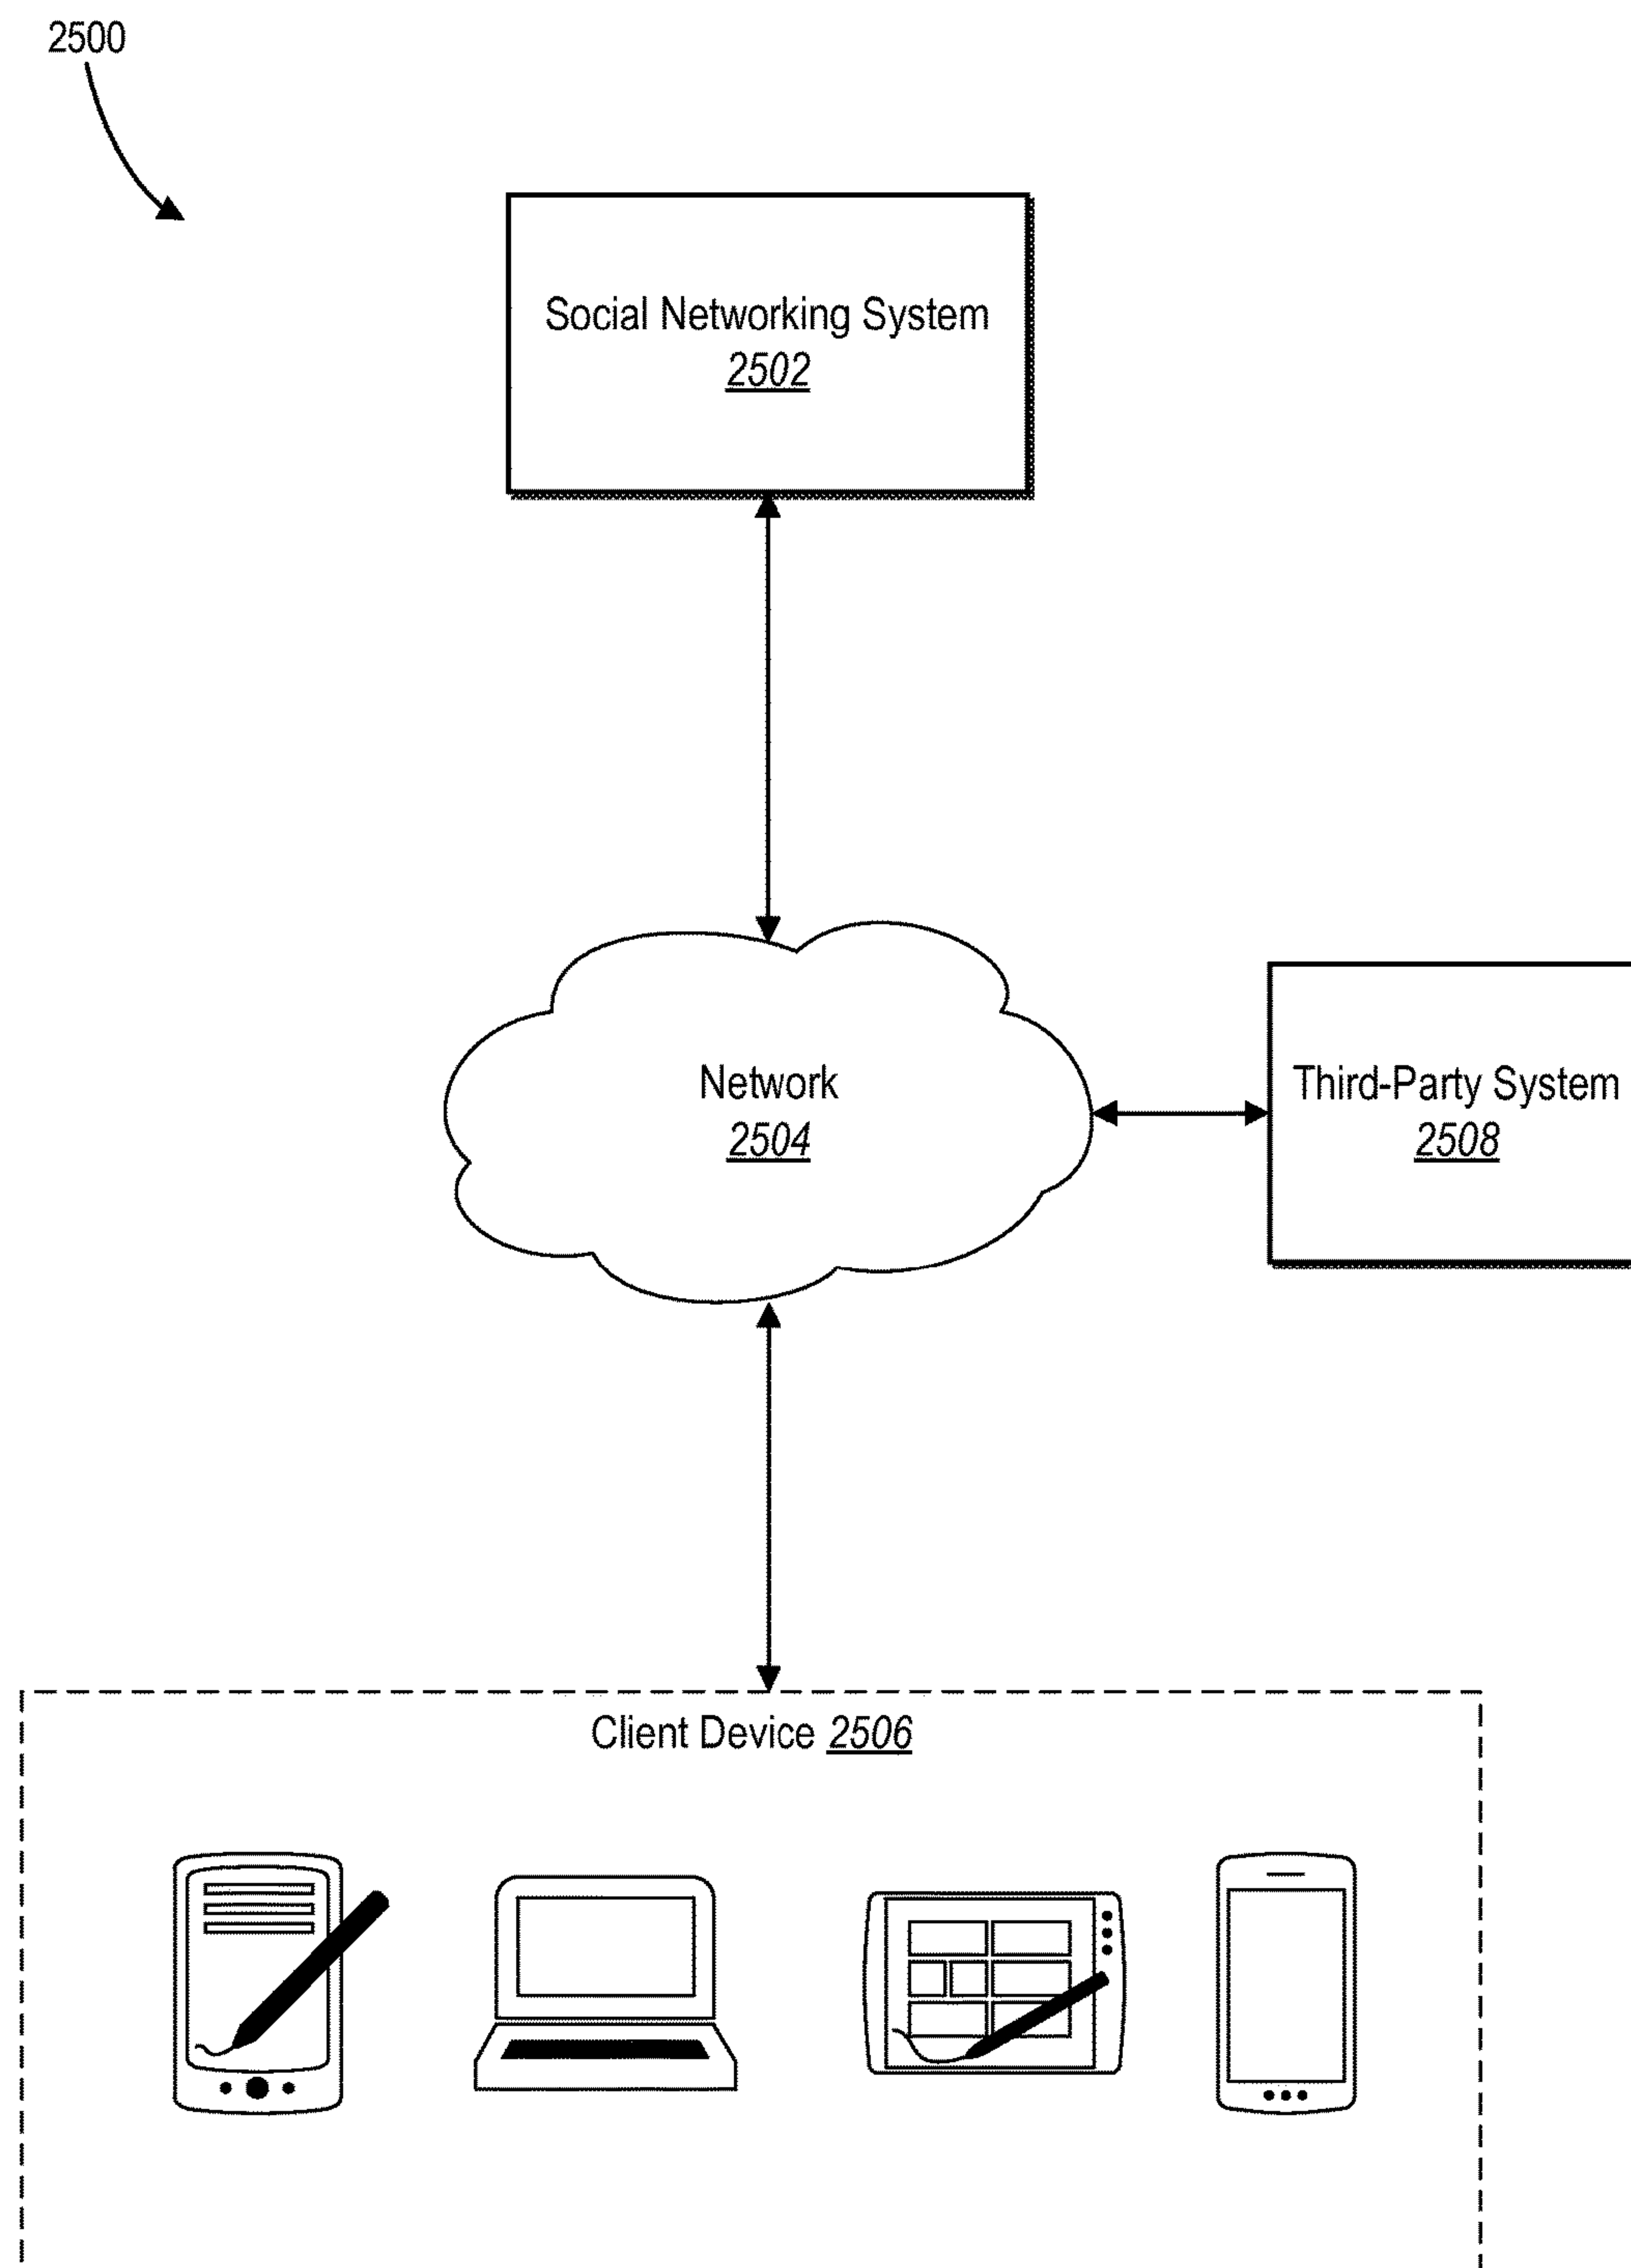 2500
Social Networking System
2502
Network
2504
Third-Party System
2508
Client Device 2506